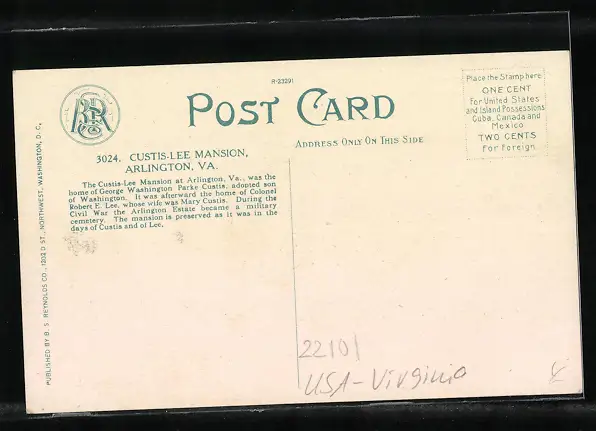 R-23291
POST CARD
ADDRESS ONLY ON THIS SIDE
Place the Stamp here
ONE CENT
For United States
and Island Possessions
Cuba, Canada and
Mexico
TWO CENTS
For Foreign.
3024. CUSTIS-LEE MANSION,
ARLINGTON, VA.
The Custis-Lee Mansion at Arlington, Va., was the
home of George Washington Parke Custis, adopted son
of Washington. It was afterward the home of Colonel
Robert E. Lee, whose wife was Mary Custis. During the
Civil War the Arlington Estate became a military
cemetery. The mansion is preserved as it was in the
days of Custis and of Lee.
PUBLISHED BY B. S. REYNOLDS CO., 1202 D ST., NORTHWEST, WASHINGTON, D. C.
22101
USA-Virginia